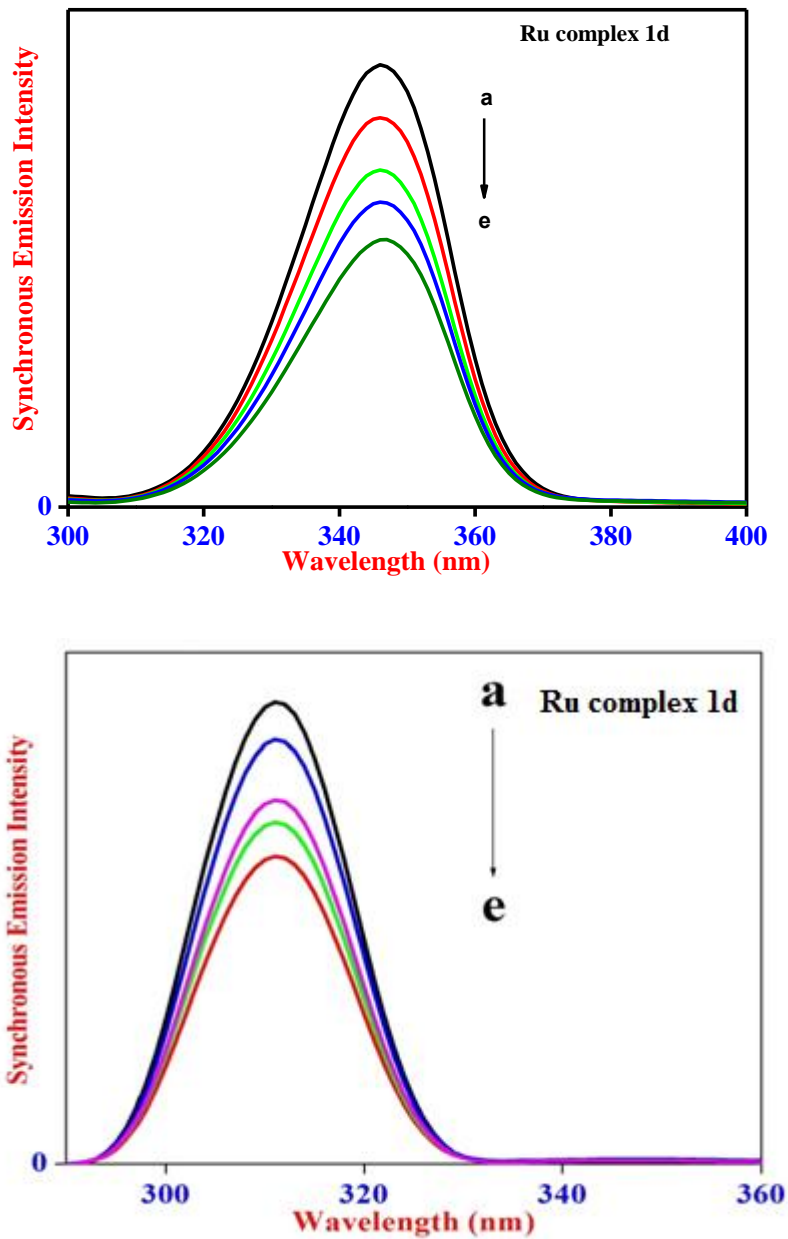 Ru complex 1d
a
e
Synchronous Emission Intensity
0
300 320 340 360 380 400
Wavelength (nm)
a Ru complex 1d
e
Synchronous Emission Intensity
0
300 320 340 360
Wavelength (nm)